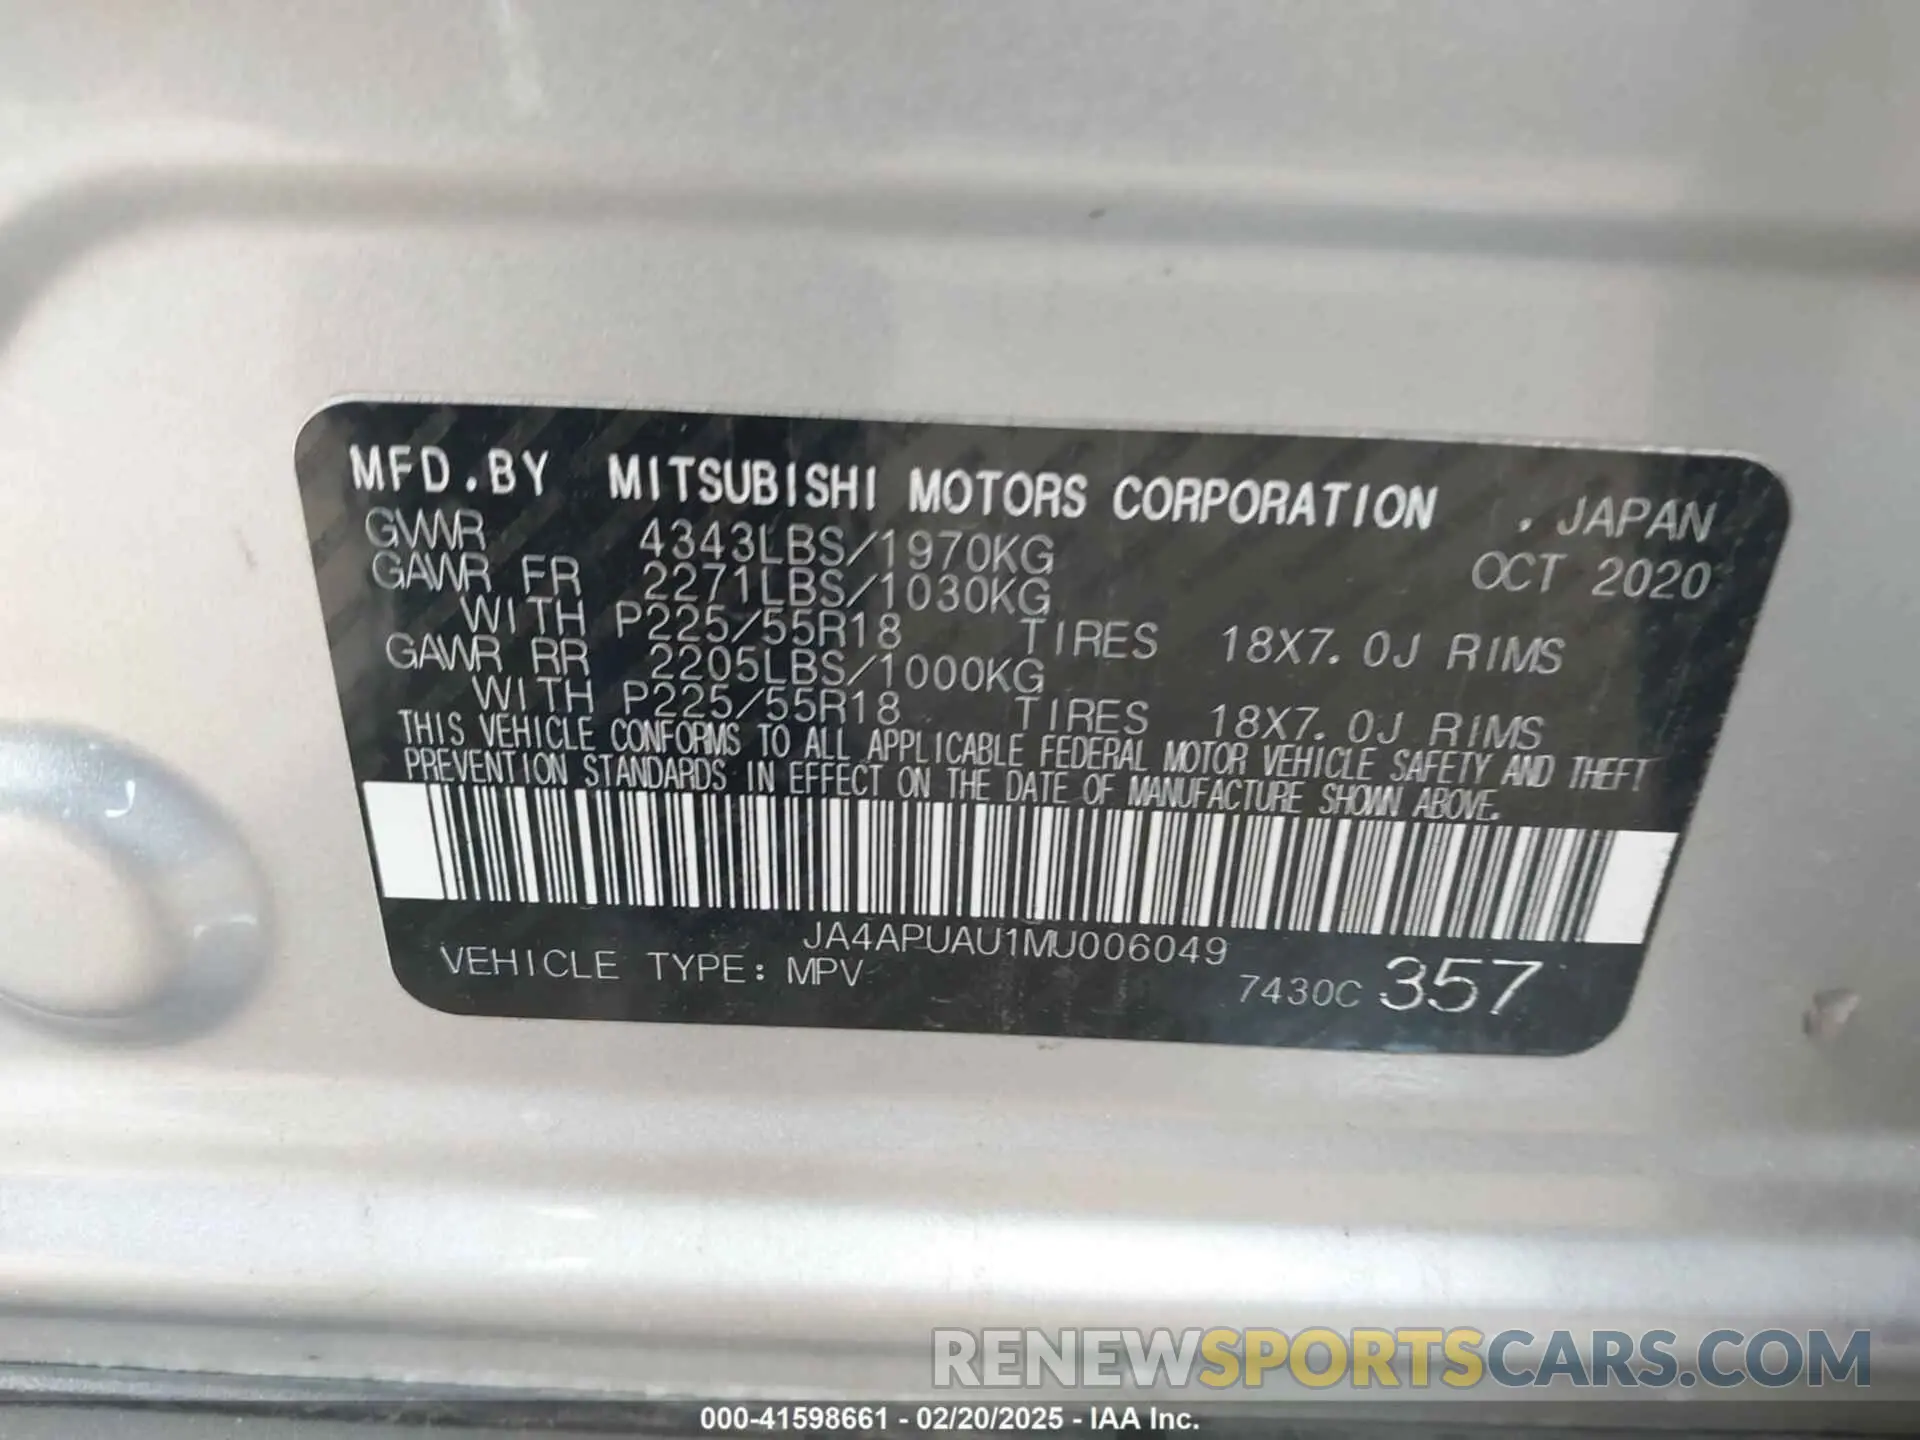 MFD.BY MITSUBISHI MOTORS CORPORATION . JAPAN
GVWR 4343LBS/1970KG OCT 2020
GAWR FR 2271LBS/1030KG
WITH P225/55R18 TIRES 18X7.0J RIMS
GAWR RR 2205LBS/1000KG
WITH P225/55R18 TIRES 18X7.0J RIMS
THIS VEHICLE CONFORMS TO ALL APPLICABLE FEDERAL MOTOR VEHICLE SAFETY AND THEFT
PREVENTION STANDARDS IN EFFECT ON THE DATE OF MANUFACTURE SHOWN ABOVE.
JA4APUAU1MU006049
VEHICLE TYPE: MPV 7430C 357
RENEWSPORTSCARS.COM
000-41598661 - 02/20/2025 - IAA Inc.